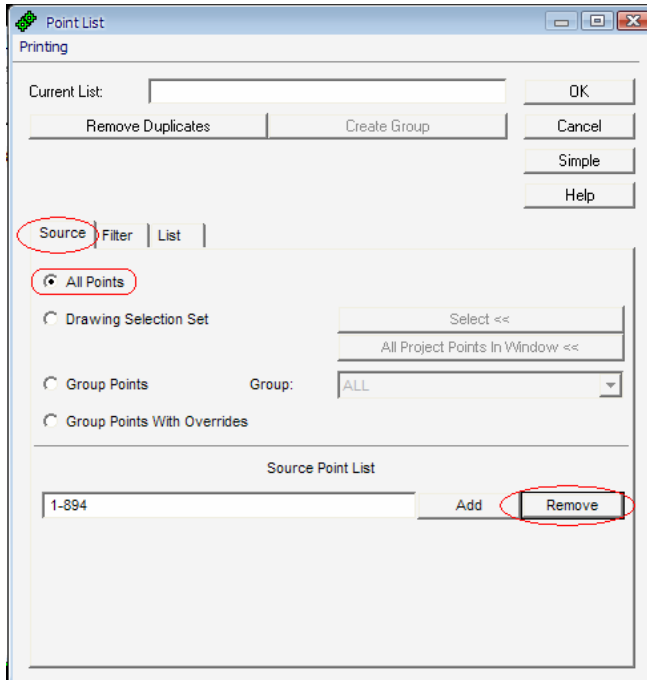 Point List
Printing
Current List:
OK
Remove Duplicates
Create Group
Cancel
Simple
Help
Source
Filter
List
All Points
Drawing Selection Set
Select <<
All Project Points In Window <<
Group Points
Group:
ALL
Group Points With Overrides
Source Point List
1-894
Add
Remove